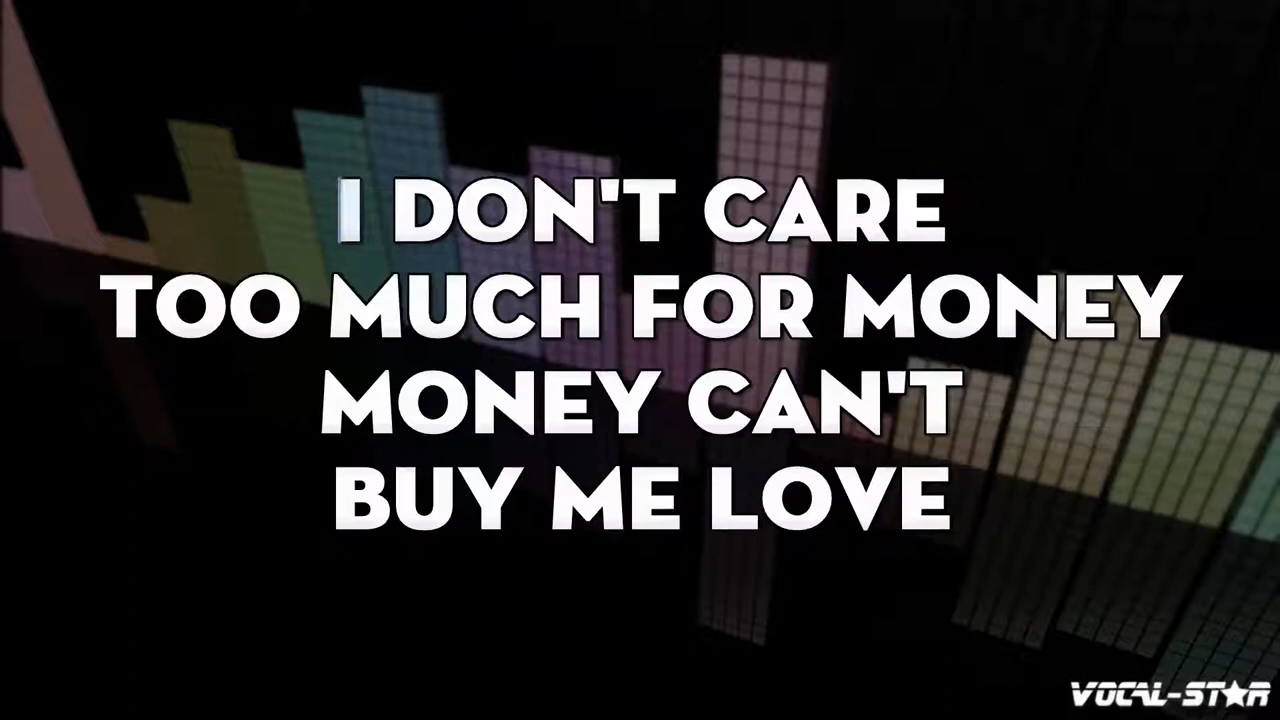 I DON'T CARE
TOO MUCH FOR MONEY
MONEY CAN'T
BUY ME LOVE
VOCAL-STAR